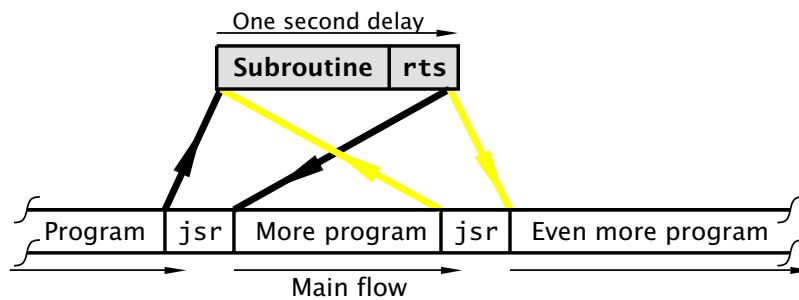 One second delay
Subroutine rts
Program jsr More program jsr Even more program
Main flow